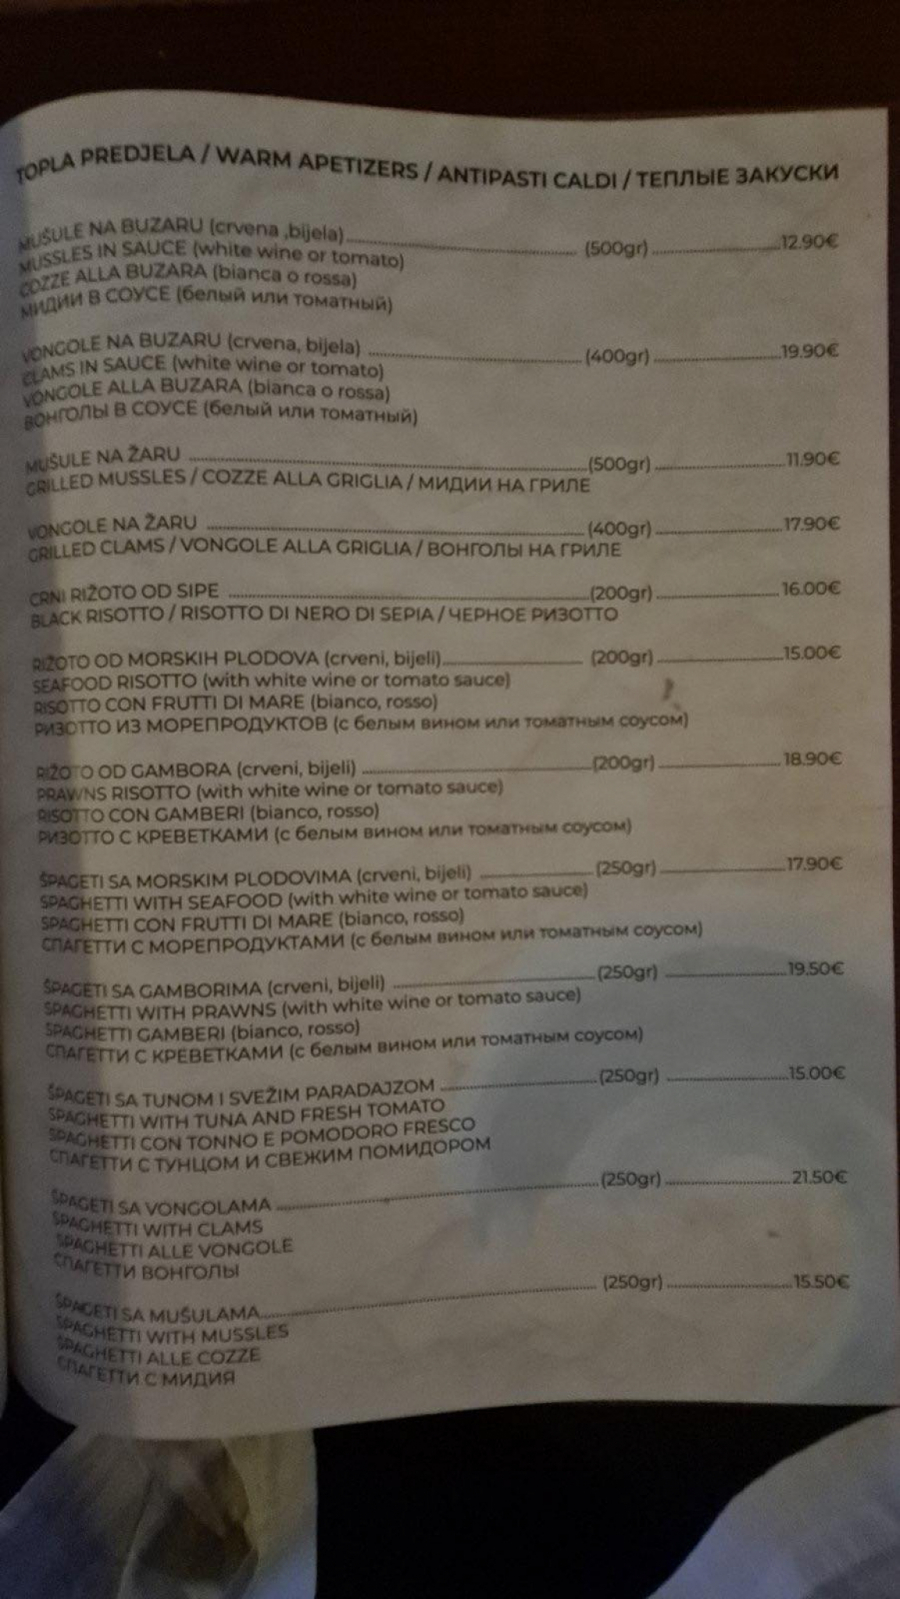 TOPLA PREDJELA / WARM APETIZERS / ANTIPASTI CALDI / ТЕПЛЫЕ ЗАКУСКИ
MUŠULE NA BUZARU (crvena ,bijela) (500gr) 12.90€
MUSSLES IN SAUCE (white wine or tomato)
COZZE ALLA BUZARA (bianca o rossa)
МИДИИ В СОУСЕ (белый или томатный)
VONGOLE NA BUZARU (crvena, bijela) (400gr) 19.90€
CLAMS IN SAUCE (white wine or tomato)
VONGOLE ALLA BUZARA (bianca o rossa)
ВОНГОЛЫ В СОУСЕ (белый или томатный)
MUŠULE NA ŽARU (500gr) 11.90€
GRILLED MUSSLES / COZZE ALLA GRIGLIA / МИДИИ НА ГРИЛЕ
VONGOLE NA ŽARU (400gr) 17.90€
GRILLED CLAMS / VONGOLE ALLA GRIGLIA / ВОНГОЛЫ НА ГРИЛЕ
CRNI RIŽOTO OD SIPE (200gr) 16.00€
BLACK RISOTTO / RISOTTO DI NERO DI SEPIA / ЧЕРНОЕ РИЗОТТО
RIŽOTO OD MORSKIH PLODOVA (crveni, bijeli) (200gr) 15.00€
SEAFOOD RISOTTO (with white wine or tomato sauce)
RISOTTO CON FRUTTI DI MARE (bianco, rosso)
РИЗОТТО ИЗ МОРЕПРОДУКТОВ (с белым вином или томатным соусом)
RIŽOTO OD GAMBORA (crveni, bijeli) (200gr) 18.90€
PRAWNS RISOTTO (with white wine or tomato sauce)
RISOTTO CON GAMBERI (bianco, rosso)
РИЗОТТО С КРЕВЕТКАМИ (с белым вином или томатным соусом)
ŠPAGETI SA MORSKIM PLODOVIMA (crveni, bijeli) (250gr) 17.90€
SPAGHETTI WITH SEAFOOD (with white wine or tomato sauce)
SPAGHETTI CON FRUTTI DI MARE (bianco, rosso)
СПАГЕТТИ С МОРЕПРОДУКТАМИ (с белым вином или томатным соусом)
ŠPAGETI SA GAMBORIMA (crveni, bijeli) (250gr) 19.50€
SPAGHETTI WITH PRAWNS (with white wine or tomato sauce)
SPAGHETTI GAMBERI (bianco, rosso)
СПАГЕТТИ С КРЕВЕТКАМИ (с белым вином или томатным соусом)
ŠPAGETI SA TUNOM I SVEŽIM PARADAJZOM (250gr) 15.00€
SPAGHETTI WITH TUNA AND FRESH TOMATO
SPAGHETTI CON TONNO E POMODORO FRESCO
СПАГЕТТИ С ТУНЦОМ И СВЕЖИМ ПОМИДОРОМ
ŠPAGETI SA VONGOLAMA (250gr) 21.50€
SPAGHETTI WITH CLAMS
SPAGHETTI ALLE VONGOLE
СПАГЕТТИ ВОНГОЛЫ
ŠPAGETI SA MUŠULAMA (250gr) 15.50€
SPAGHETTI WITH MUSSLES
SPAGHETTI ALLE COZZE
СПАГЕТТИ С МИДИЯ